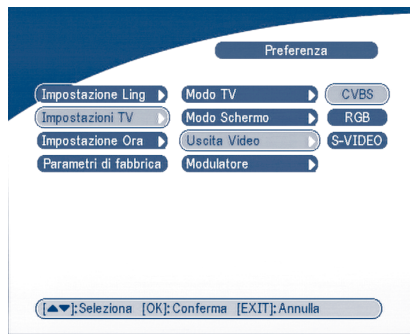 Preferenza
Impostazione Ling Modo TV CVBS
Impostazioni TV Modo Schermo RGB
Impostazione Ora Uscita Video S-VIDEO
Parametri di fabbrica Modulatore
[▲▼]:Seleziona [OK]:Conferma [EXIT]:Annulla